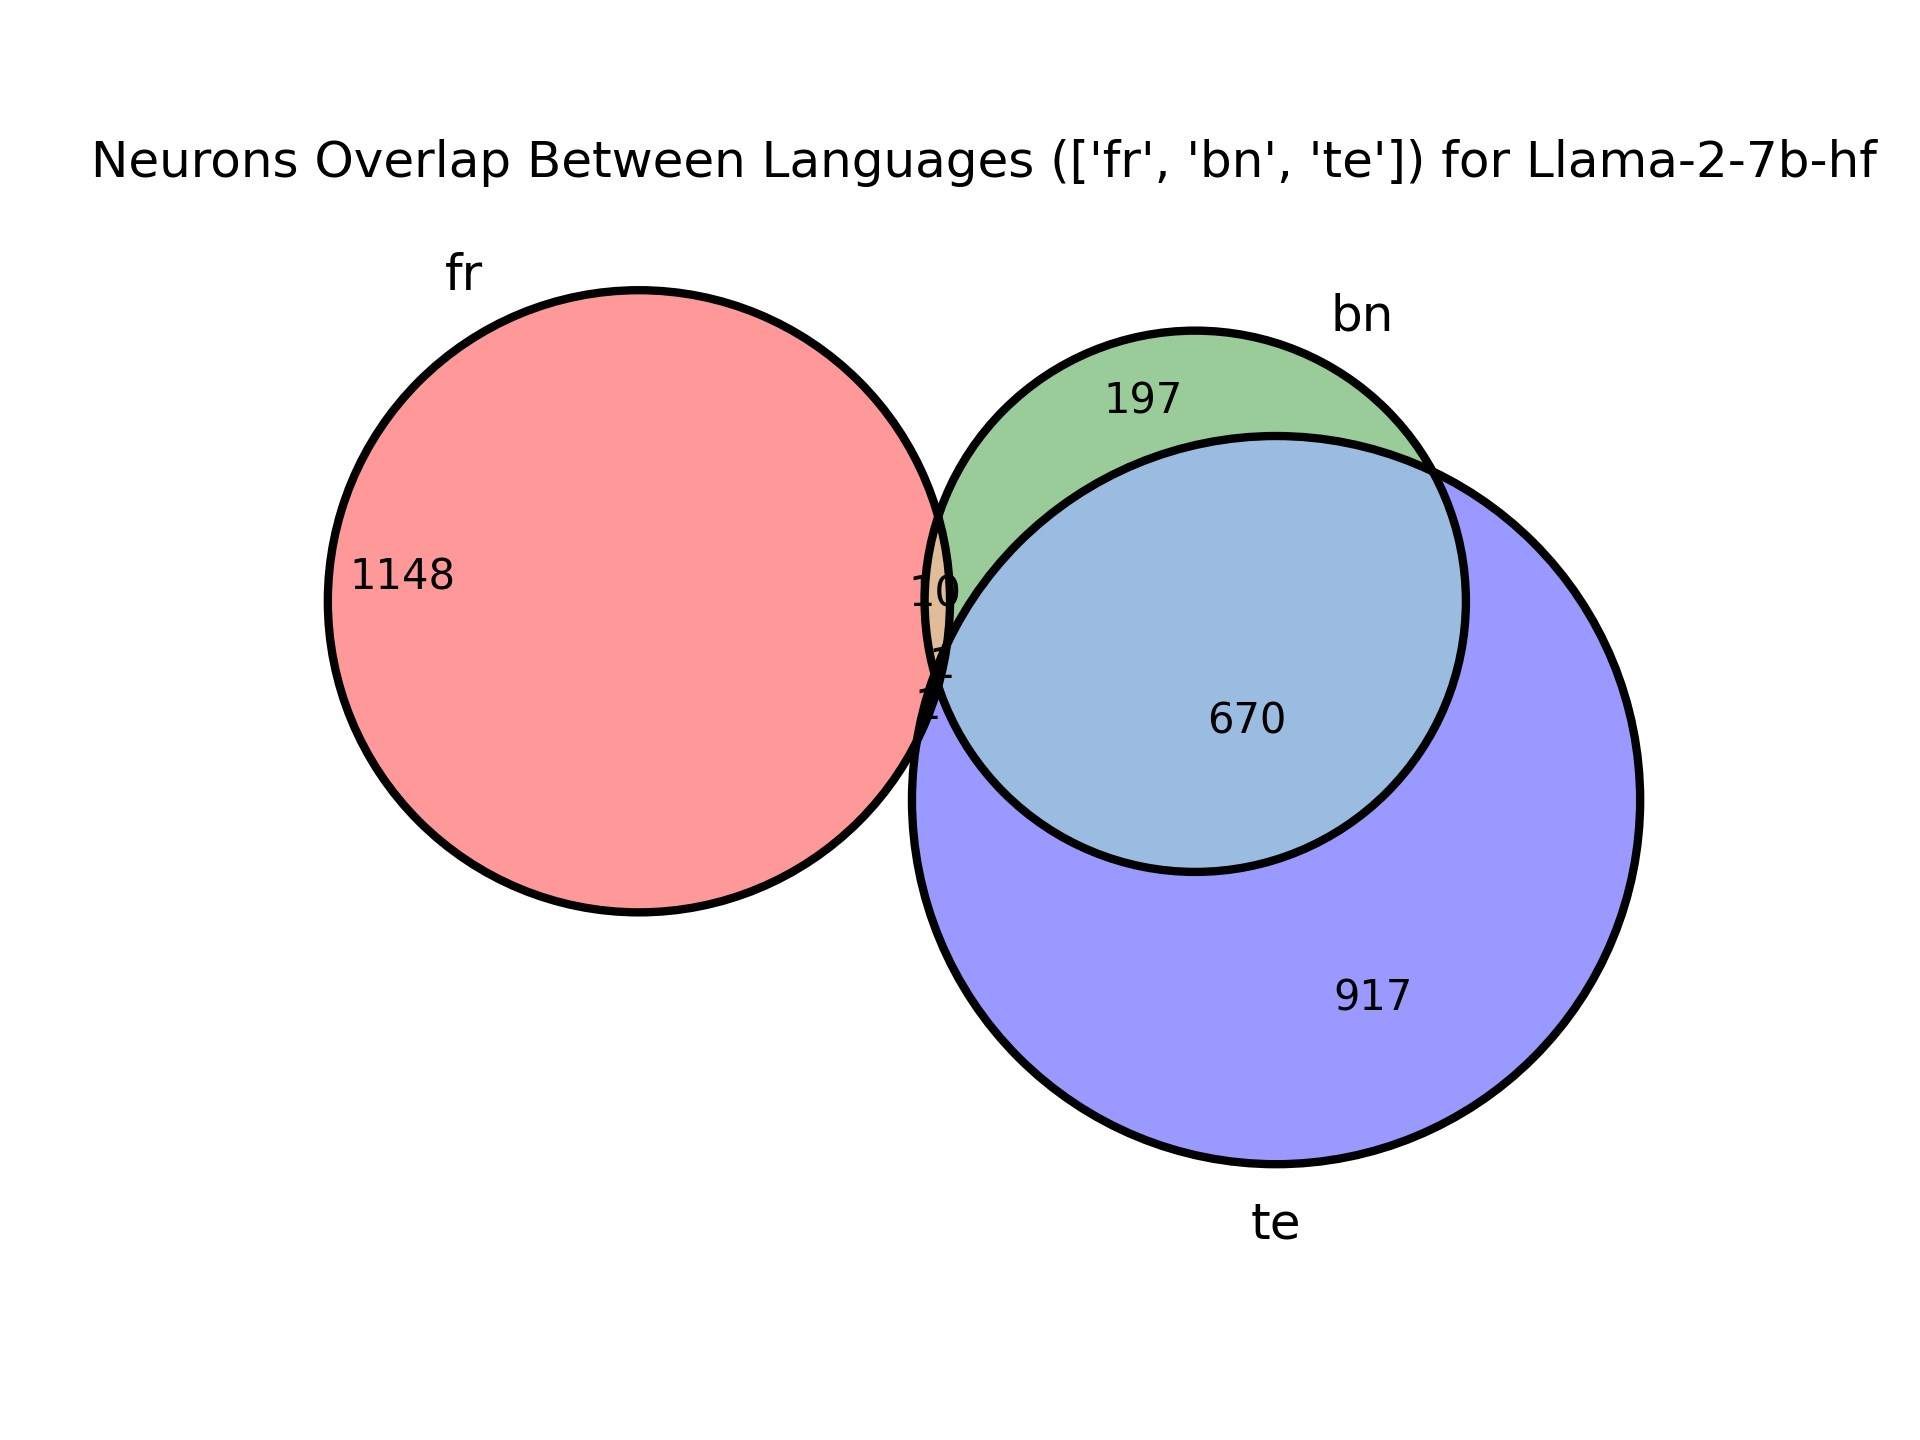 Neurons Overlap Between Languages (['fr', 'bn', 'te']) for Llama-2-7b-hf
fr
bn
197
1148
10
670
917
te